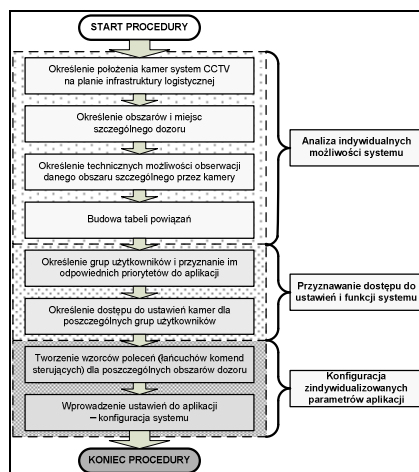 START PROCEDURY
Określenie położenia kamer system CCTV
na planie infrastruktury logistycznej
Określenie obszarów i miejsc
szczególnego dozoru
Określenie technicznych możliwości obserwacji
danego obszaru szczególnego przez kamery
Budowa tabeli powiązań
Analiza indywidualnych
możliwości systemu
Określenie grup użytkowników i przyznanie im
odpowiednich priorytetów do aplikacji
Określenie dostępu do ustawień kamer dla
poszczególnych grup użytkowników
Przyznawanie dostępu do
ustawień i funkcji systemu
Tworzenie wzorców poleceń (łańcuchów komend
sterujących) dla poszczególnych obszarów dozoru
Wprowadzenie ustawień do aplikacji
– konfiguracja systemu
Konfiguracja
zindywidualizowanych
parametrów aplikacji
KONIEC PROCEDURY